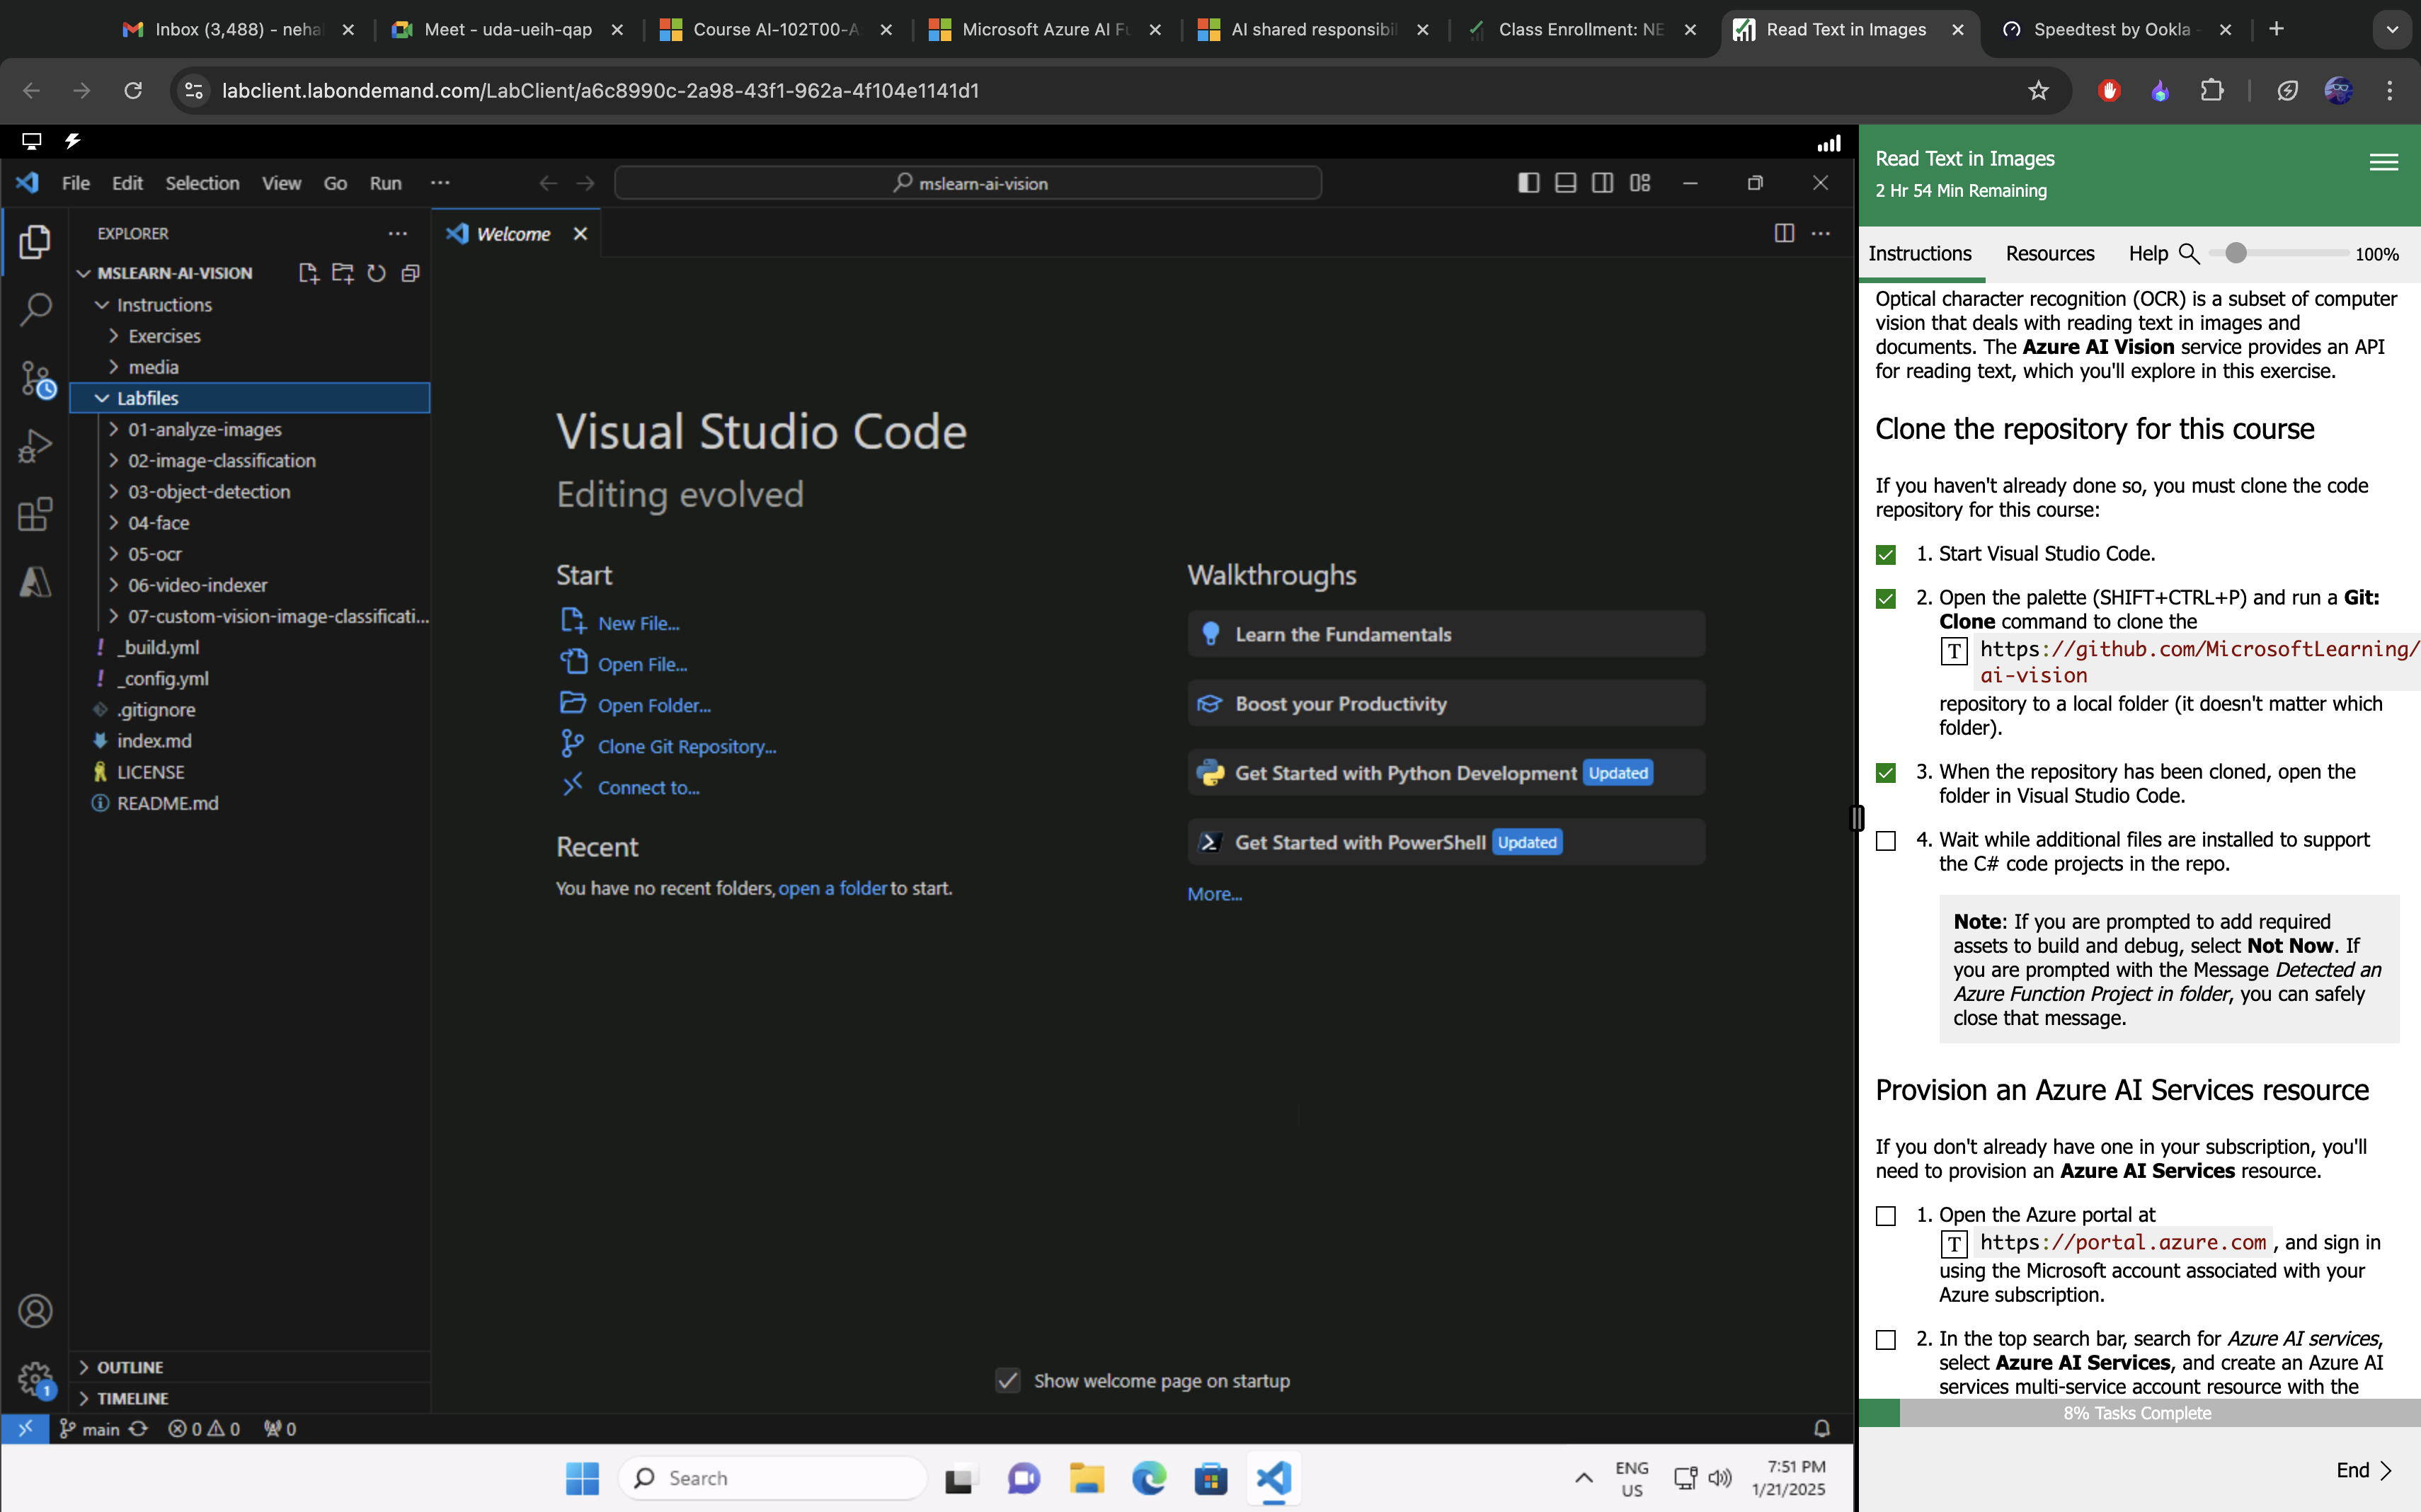 Inbox (3,488) - neha
Meet - uda-ueih-qap
Course AI-102T00-A
Microsoft Azure AI Fu
AI shared responsibil
Class Enrollment: NE
Read Text in Images
Speedtest by Ookla -
labclient.labondemand.com/LabClient/a6c8990c-2a98-43f1-962a-4f104e1141d1
File Edit Selection View Go Run ···
mslearn-ai-vision
EXPLORER
MSLEARN-AI-VISION
Instructions
Exercises
media
Labfiles
01-analyze-images
02-image-classification
03-object-detection
04-face
05-ocr
06-video-indexer
07-custom-vision-image-classificati...
_build.yml
_config.yml
.gitignore
index.md
LICENSE
README.md
OUTLINE
TIMELINE
1
main 0 0 0
Welcome
Visual Studio Code
Editing evolved
Start
New File...
Open File...
Open Folder...
Clone Git Repository...
Connect to...
Recent
You have no recent folders, open a folder to start.
Walkthroughs
Learn the Fundamentals
Boost your Productivity
Get Started with Python Development Updated
Get Started with PowerShell Updated
More...
Show welcome page on startup
Search
ENG
US
7:51 PM
1/21/2025
Read Text in Images
2 Hr 54 Min Remaining
Instructions Resources Help 100%
Optical character recognition (OCR) is a subset of computer
vision that deals with reading text in images and
documents. The Azure AI Vision service provides an API
for reading text, which you'll explore in this exercise.
Clone the repository for this course
If you haven't already done so, you must clone the code
repository for this course:
1. Start Visual Studio Code.
2. Open the palette (SHIFT+CTRL+P) and run a Git:
Clone command to clone the
T https://github.com/MicrosoftLearning/
ai-vision
repository to a local folder (it doesn't matter which
folder).
3. When the repository has been cloned, open the
folder in Visual Studio Code.
4. Wait while additional files are installed to support
the C# code projects in the repo.
Note: If you are prompted to add required
assets to build and debug, select Not Now. If
you are prompted with the Message Detected an
Azure Function Project in folder, you can safely
close that message.
Provision an Azure AI Services resource
If you don't already have one in your subscription, you'll
need to provision an Azure AI Services resource.
1. Open the Azure portal at
T https://portal.azure.com, and sign in
using the Microsoft account associated with your
Azure subscription.
2. In the top search bar, search for Azure AI services,
select Azure AI Services, and create an Azure AI
services multi-service account resource with the
8% Tasks Complete
End